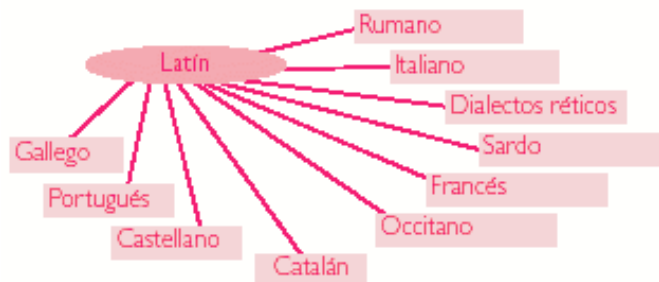 Rumano
Latín
Italiano
Dialectos réticos
Sardo
Gallego
Francés
Portugués
Occitano
Castellano
Catalán